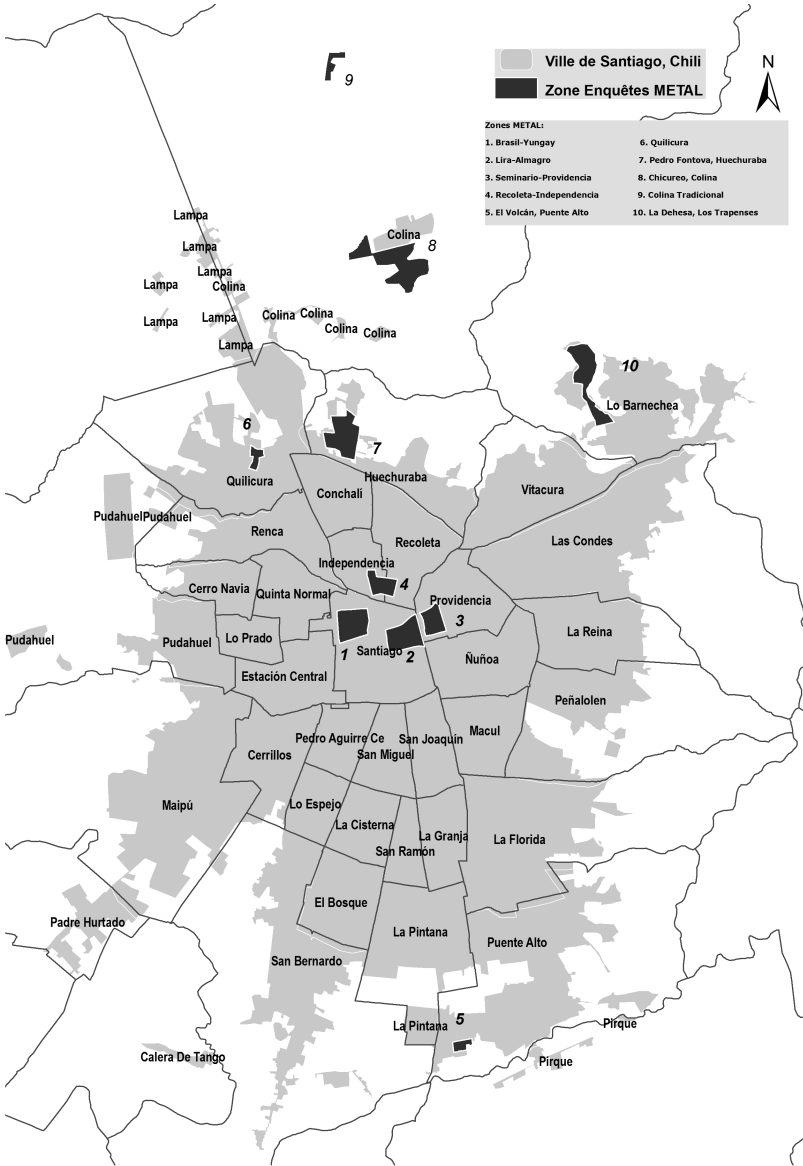 9
Ville de Santiago, Chili
N
Zone Enquêtes METAL
Zones METAL:
1. Brasil-Yungay
6. Quilicura
2. Lira-Almagro
7. Pedro Fontova, Huechuraba
3. Seminario-Providencia
8. Chicureo, Colina
4. Recoleta-Independencia
9. Colina Tradicional
5. El Volcán, Puente Alto
10. La Dehesa, Los Trapenses
Lampa
Colina
8
Lampa
Lampa
Lampa
Colina
Lampa
Lampa
Colina
Colina
Colina
Colina
Lampa
10
Lo Barnechea
6
7
Quilicura
Huechuraba
Conchalí
Vitacura
Pudahuel
Pudahuel
Renca
Recoleta
Las Condes
Independencia
4
Cerro Navia
Quinta Normal
Providencia
3
Pudahuel
Pudahuel
Lo Prado
La Reina
1
Santiago
2
Ñuñoa
Estación Central
Peñalolen
Pedro Aguirre Ce
San Joaquin
Macul
Cerrillos
San Miguel
Maipú
Lo Espejo
La Cisterna
La Granja
La Florida
San Ramón
El Bosque
Padre Hurtado
La Pintana
Puente Alto
San Bernardo
La Pintana
5
Pirque
Calera De Tango
Pirque